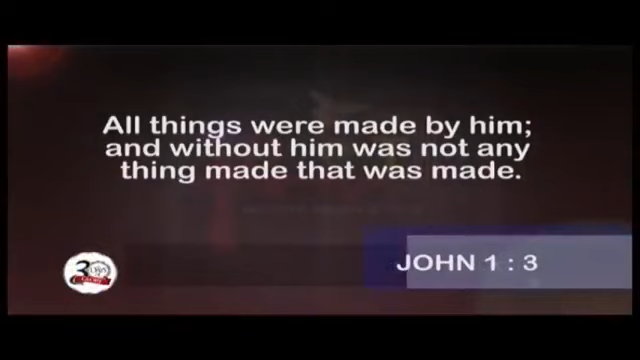 All things were made by him;
and without him was not any
thing made that was made.
JOHN 1 : 3
3